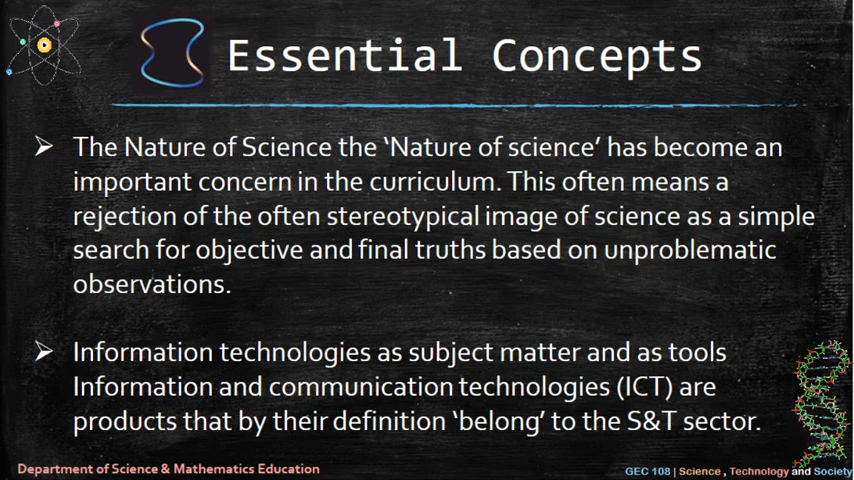 Essential Concepts
The Nature of Science the ‘Nature of science’ has become an
important concern in the curriculum. This often means a
rejection of the often stereotypical image of science as a simple
search for objective and final truths based on unproblematic
observations.
Information technologies as subject matter and as tools
Information and communication technologies (ICT) are
products that by their definition ‘belong’ to the S&T sector.
Department of Science & Mathematics Education
GEC 108 | Science , Technology and Society